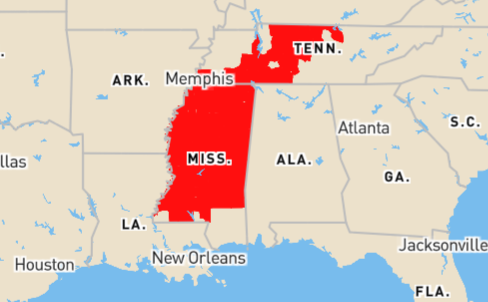 TENN.
ARK.
Memphis
S.C.
Atlanta
llas
MISS.
ALA.
GA.
LA.
Jacksonville
New Orleans
Houston
FLA.